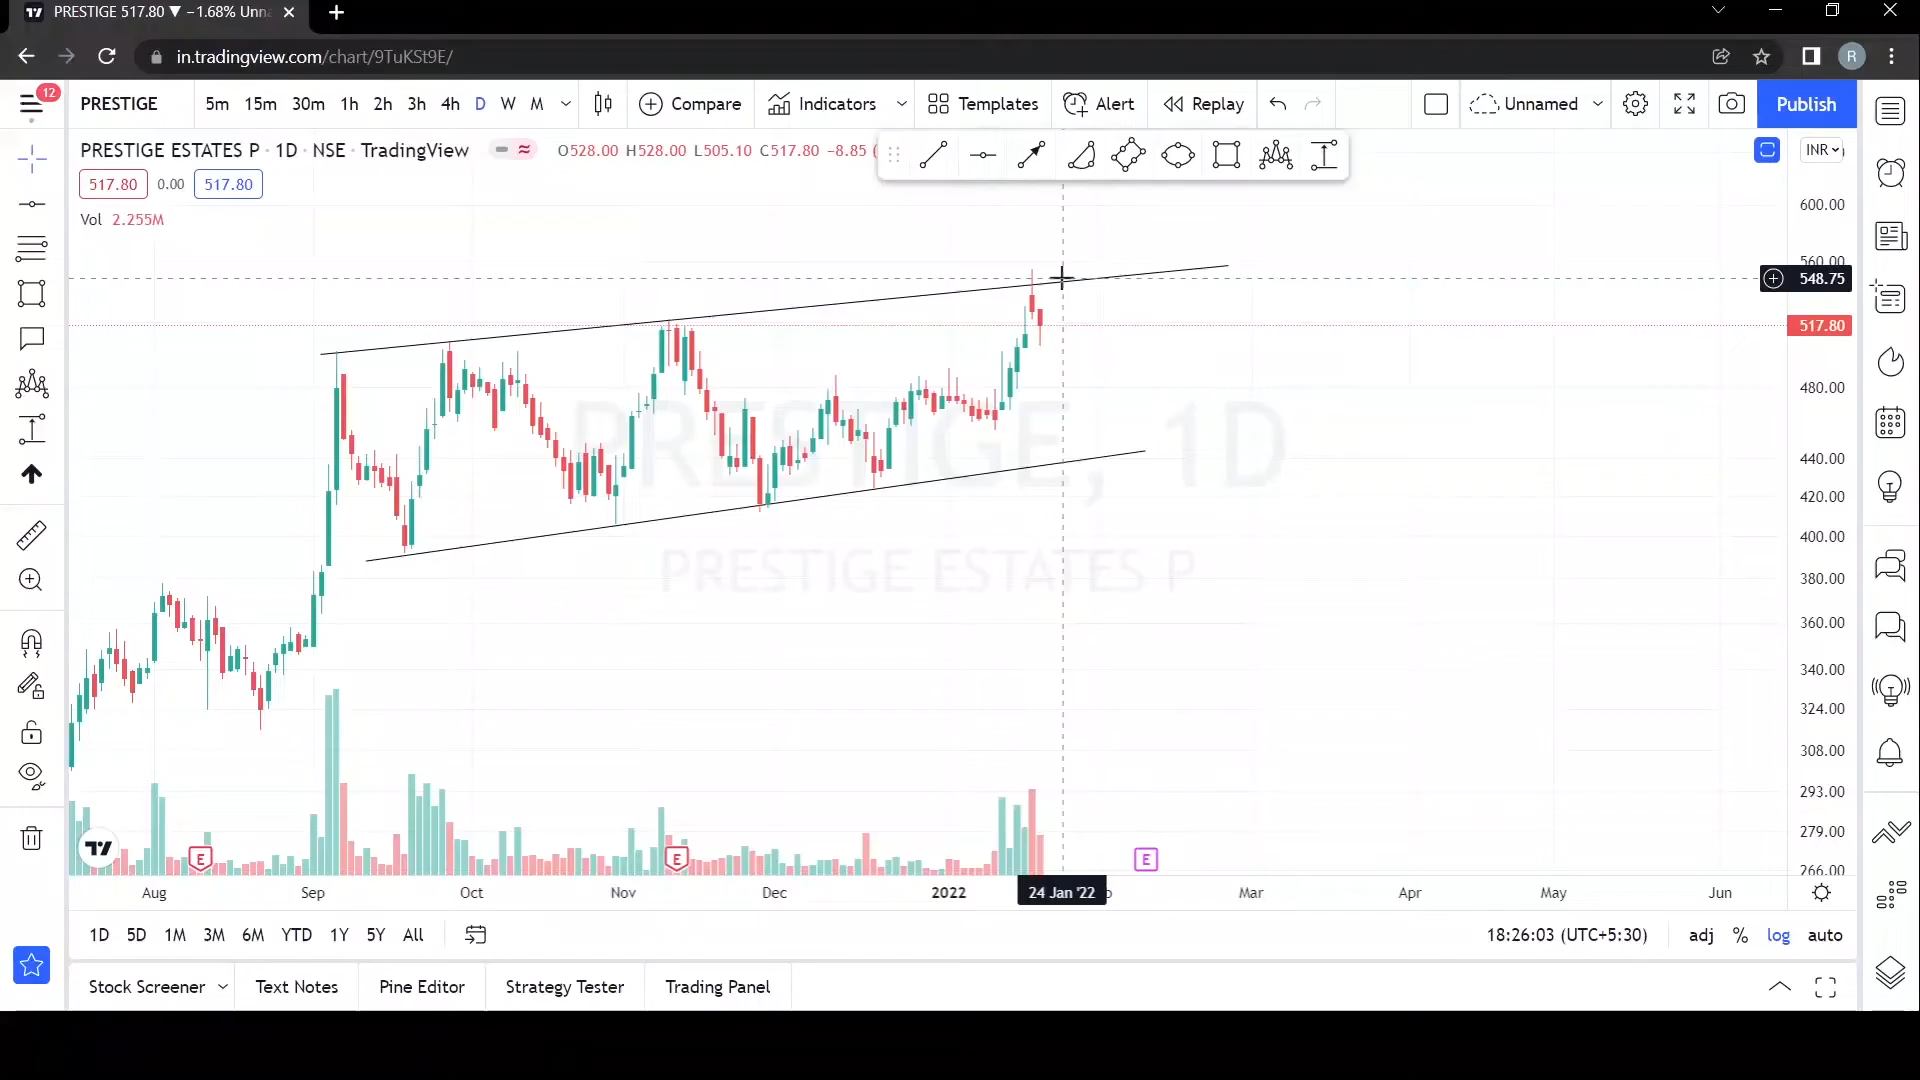 PRESTIGE 517.80 ▼ −1.68% Unna
in.tradingview.com/chart/9TuKSt9E/
R
12
PRESTIGE 5m 15m 30m 1h 2h 3h 4h D W M Compare Indicators Templates Alert Replay Unnamed Publish
PRESTIGE ESTATES P · 1D · NSE · TradingView O528.00 H528.00 L505.10 C517.80 −8.85 (
INR
517.80 0.00 517.80
Vol 2.255M
600.00
560.00
548.75
517.80
480.00
440.00
420.00
400.00
380.00
360.00
340.00
324.00
308.00
293.00
279.00
266.00
PRESTIGE, 1D
PRESTIGE ESTATES P
E E E
Aug Sep Oct Nov Dec 2022 24 Jan '22 Mar Apr May Jun
1D 5D 1M 3M 6M YTD 1Y 5Y All 18:26:03 (UTC+5:30) adj % log auto
Stock Screener Text Notes Pine Editor Strategy Tester Trading Panel